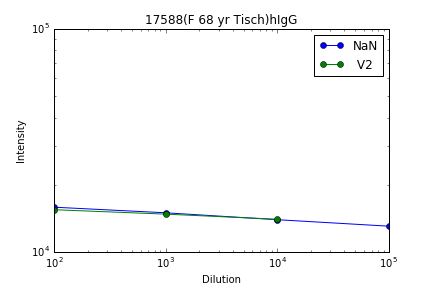 17588(F 68 yr Tisch)hIgG
10^5
NaN
V2
Intensity
10^4
10^2
10^3
10^4
10^5
Dilution